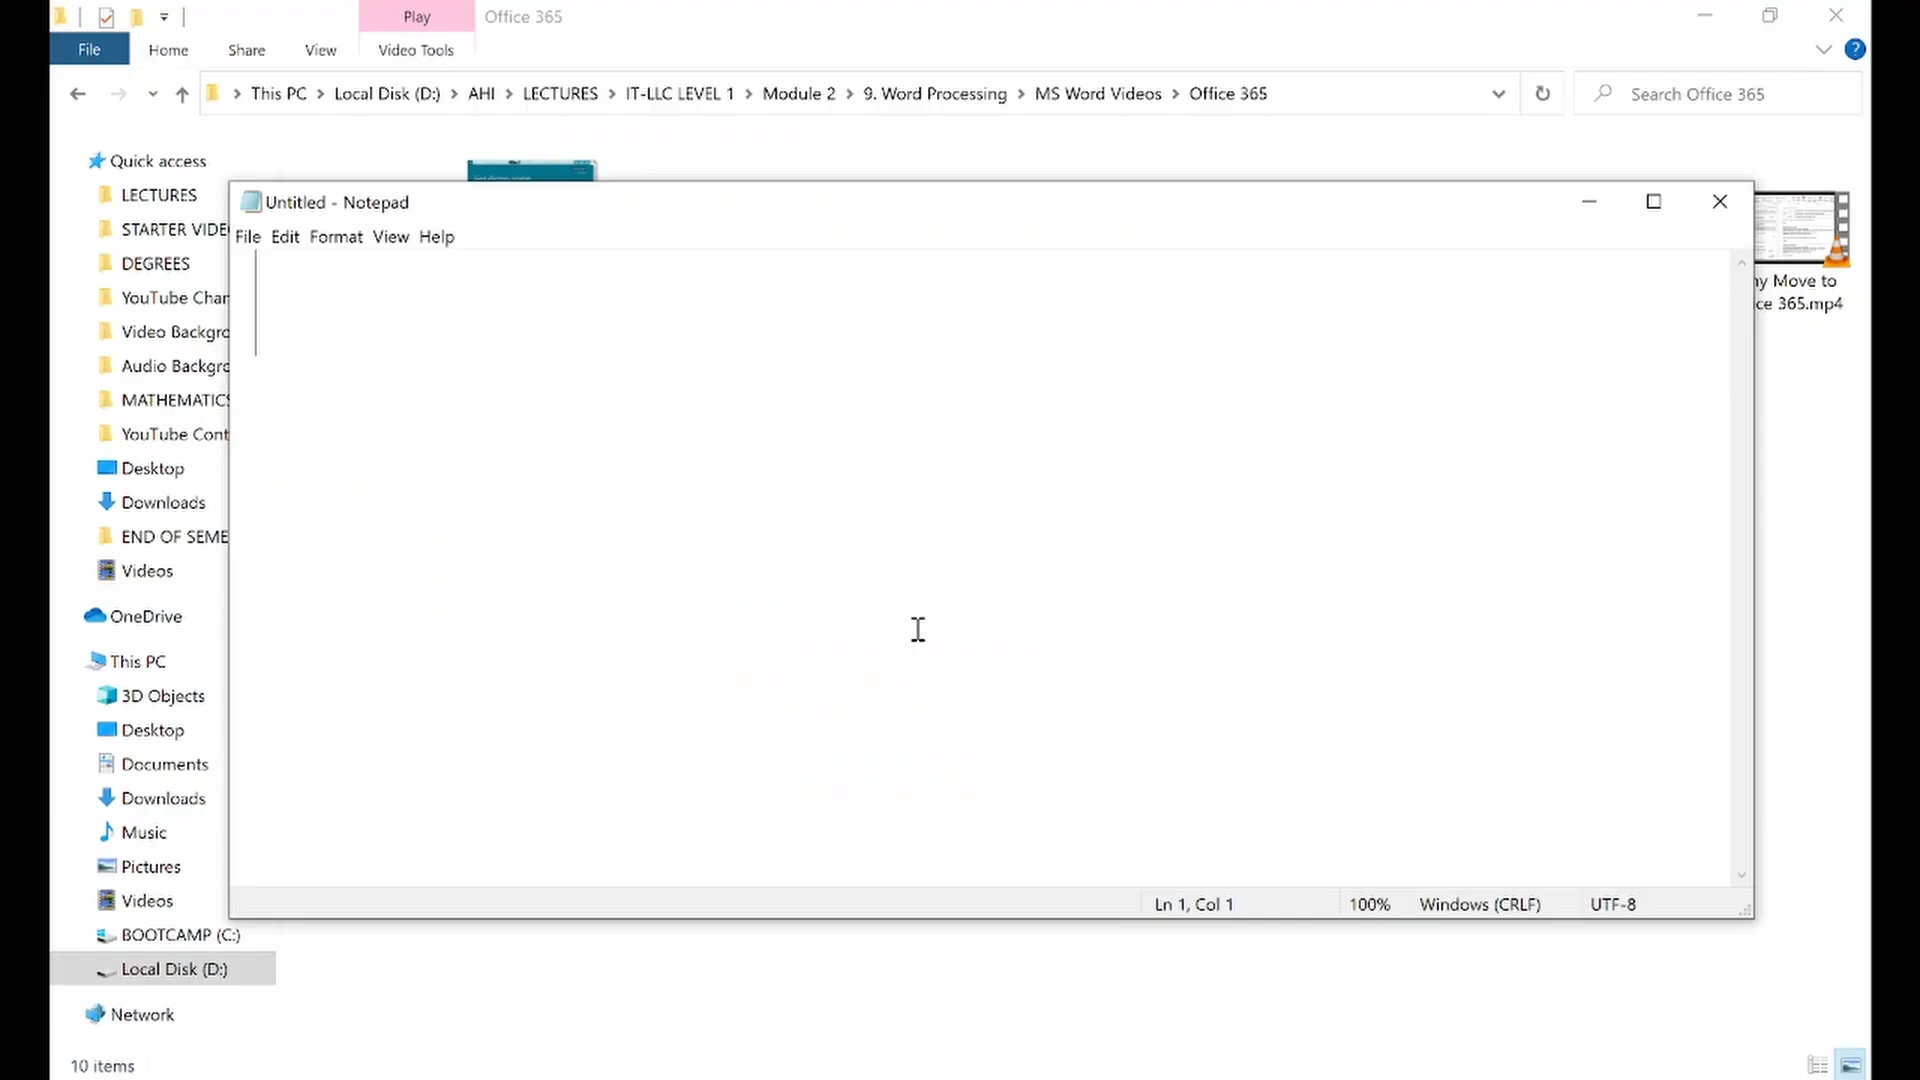 Play
Office 365
File
Home
Share
View
Video Tools
This PC
Local Disk (D:)
AHI
LECTURES
IT-LLC LEVEL 1
Module 2
9. Word Processing
MS Word Videos
Office 365
Search Office 365
Quick access
LECTURES
STARTER VIDE
DEGREES
YouTube Chan
Video Backgro
Audio Backgro
MATHEMATICS
YouTube Cont
Desktop
Downloads
END OF SEME
Videos
OneDrive
This PC
3D Objects
Desktop
Documents
Downloads
Music
Pictures
Videos
BOOTCAMP (C:)
Local Disk (D:)
Network
10 items
Untitled - Notepad
File Edit Format View Help
Ln 1, Col 1
100%
Windows (CRLF)
UTF-8
Move to
365.mp4